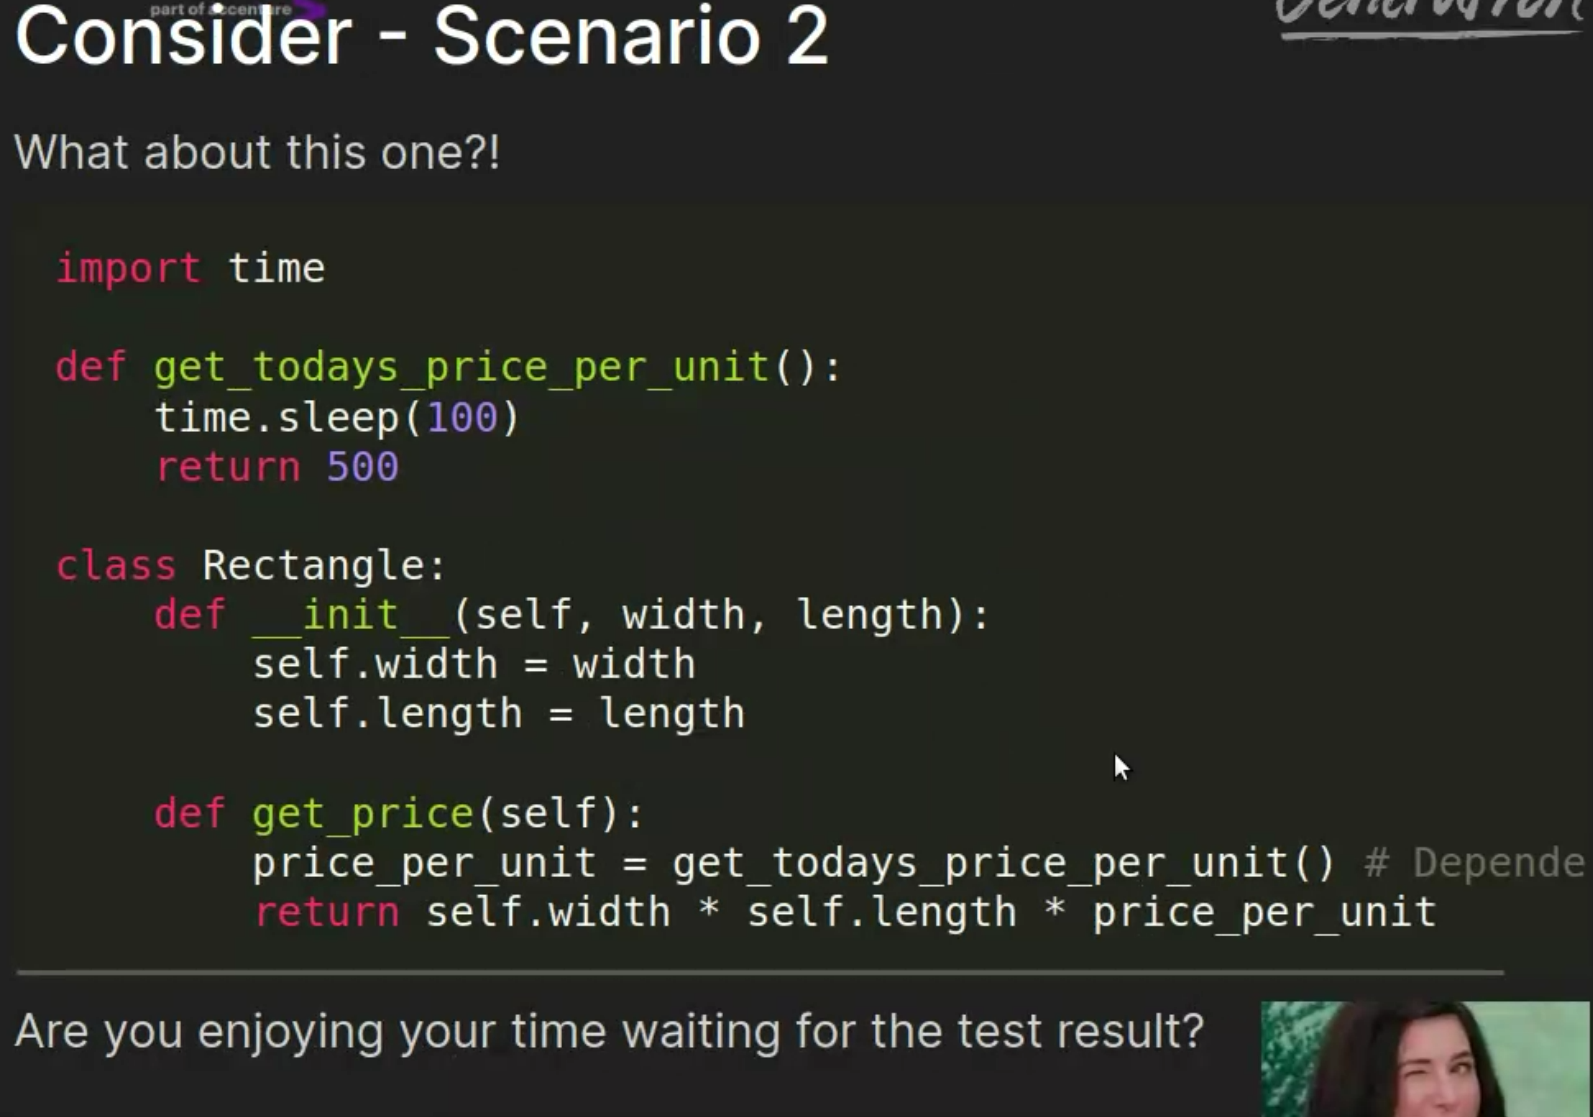 part of accenture
Consider - Scenario 2
What about this one?!
import time
def get_todays_price_per_unit():
    time.sleep(100)
    return 500
class Rectangle:
    def __init__(self, width, length):
        self.width = width
        self.length = length
    def get_price(self):
        price_per_unit = get_todays_price_per_unit() # Depende
        return self.width * self.length * price_per_unit
Are you enjoying your time waiting for the test result?